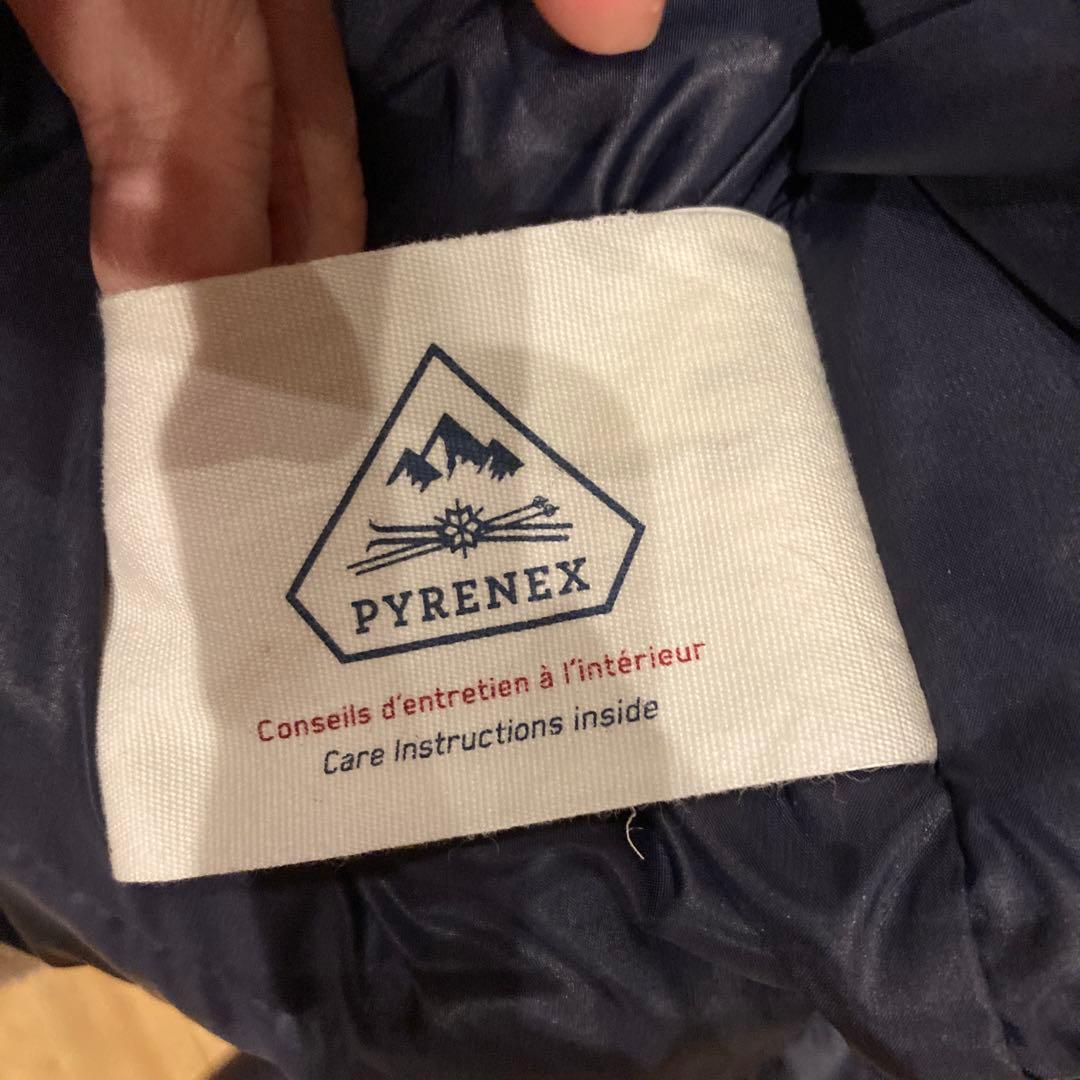 PYRENEX
Conseils d'entretien à l'intérieur
Care Instructions inside